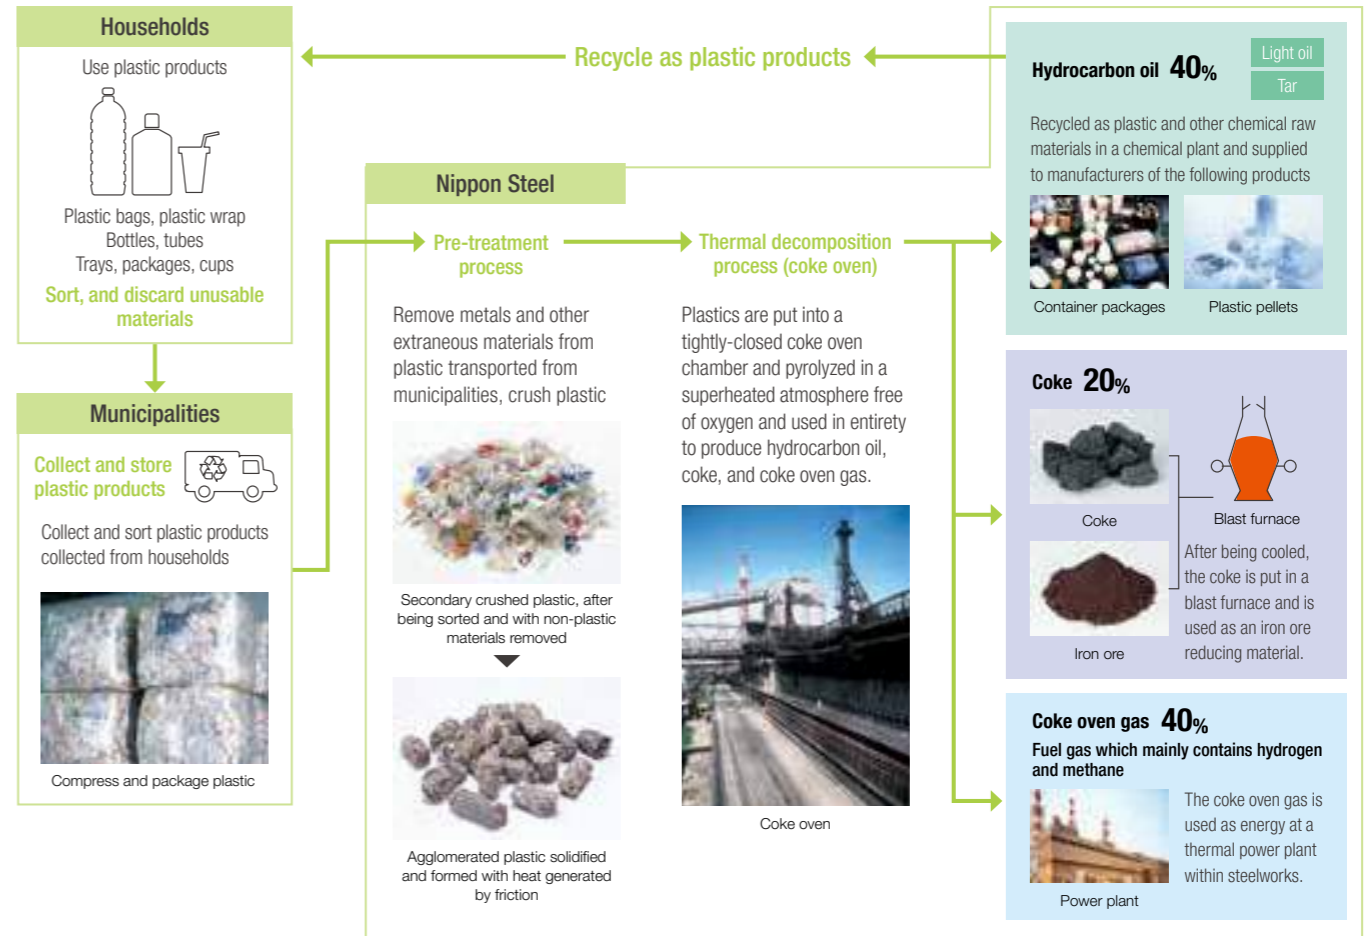 Households
Use plastic products
Plastic bags, plastic wrap
Bottles, tubes
Trays, packages, cups
Sort, and discard unusable
materials
Municipalities
Collect and store
plastic products
Collect and sort plastic products
collected from households
Compress and package plastic
Recycle as plastic products
Nippon Steel
Pre-treatment
process
Remove metals and other
extraneous materials from
plastic transported from
municipalities, crush plastic
Secondary crushed plastic, after
being sorted and with non-plastic
materials removed
Agglomerated plastic solidified
and formed with heat generated
by friction
Thermal decomposition
process (coke oven)
Plastics are put into a
tightly-closed coke oven
chamber and pyrolyzed in a
superheated atmosphere free
of oxygen and used in entirety
to produce hydrocarbon oil,
coke, and coke oven gas.
Coke oven
Hydrocarbon oil 40%
Light oil
Tar
Recycled as plastic and other chemical raw
materials in a chemical plant and supplied
to manufacturers of the following products
Container packages
Plastic pellets
Coke 20%
Coke
Blast furnace
Iron ore
After being cooled,
the coke is put in a
blast furnace and is
used as an iron ore
reducing material.
Coke oven gas 40%
Fuel gas which mainly contains hydrogen
and methane
The coke oven gas is
used as energy at a
thermal power plant
within steelworks.
Power plant